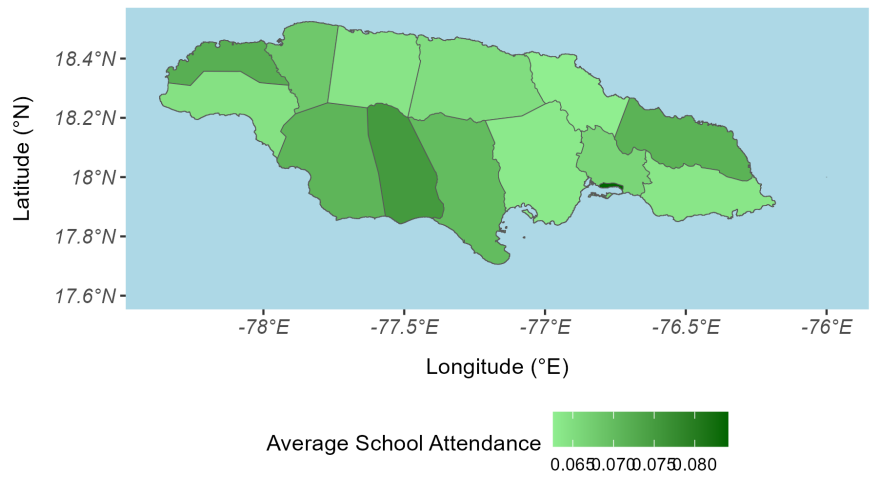 18.4°N
18.2°N
18°N
17.8°N
17.6°N
Latitude (°N)
-78°E -77.5°E -77°E -76.5°E -76°E
Longitude (°E)
Average School Attendance
0.065 0.070 0.075 0.080